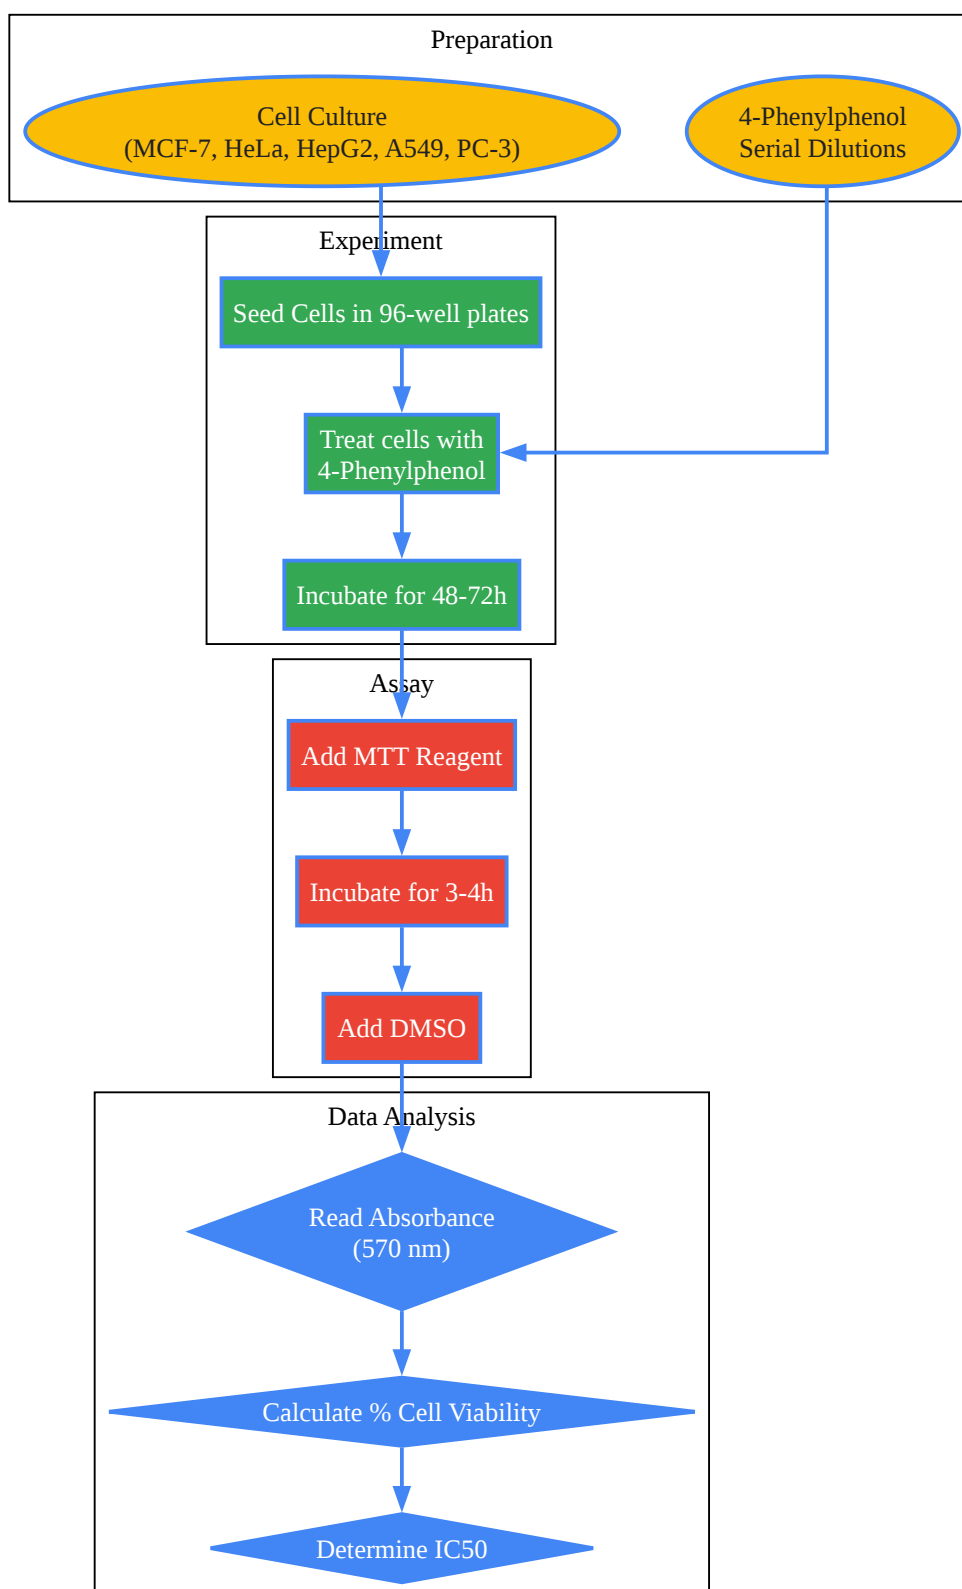 Preparation
Cell Culture
(MCF-7, HeLa, HepG2, A549, PC-3)
4-Phenylphenol
Serial Dilutions
Experiment
Seed Cells in 96-well plates
Treat cells with
4-Phenylphenol
Incubate for 48-72h
Assay
Add MTT Reagent
Incubate for 3-4h
Add DMSO
Data Analysis
Read Absorbance
(570 nm)
Calculate % Cell Viability
Determine IC50